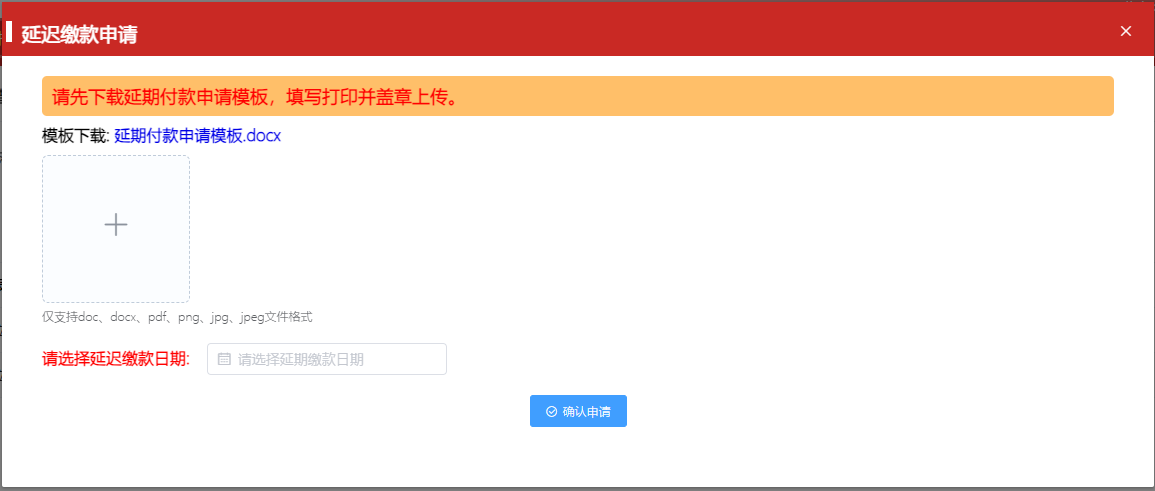 延迟缴款申请
请先下载延期付款申请模板，填写打印并盖章上传。
模板下载: 延期付款申请模板.docx
仅支持doc、docx、pdf、png、jpg、jpeg文件格式
请选择延迟缴款日期: 请选择延期缴款日期
确认申请